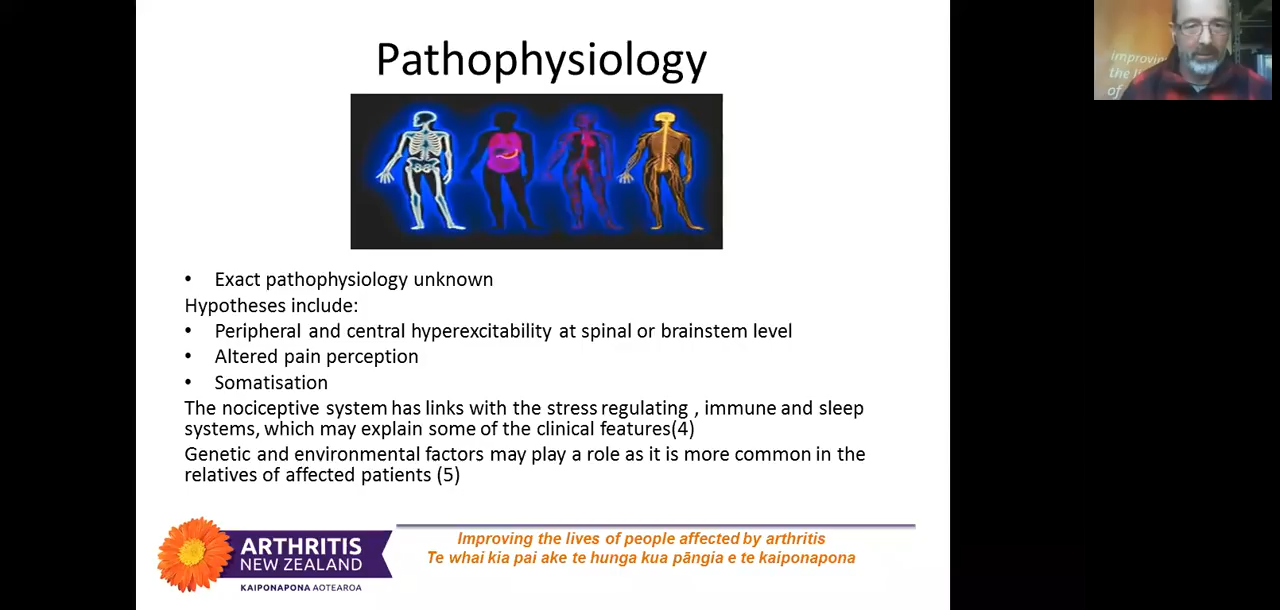 Pathophysiology
• Exact pathophysiology unknown
Hypotheses include:
• Peripheral and central hyperexcitability at spinal or brainstem level
• Altered pain perception
• Somatisation
The nociceptive system has links with the stress regulating , immune and sleep
systems, which may explain some of the clinical features(4)
Genetic and environmental factors may play a role as it is more common in the
relatives of affected patients (5)
ARTHRITIS
NEW ZEALAND
KAIPONAPONA AOTEAROA
Improving the lives of people affected by arthritis
Te whai kia pai ake te hunga kua pāngia e te kaiponapona
improving
the
of